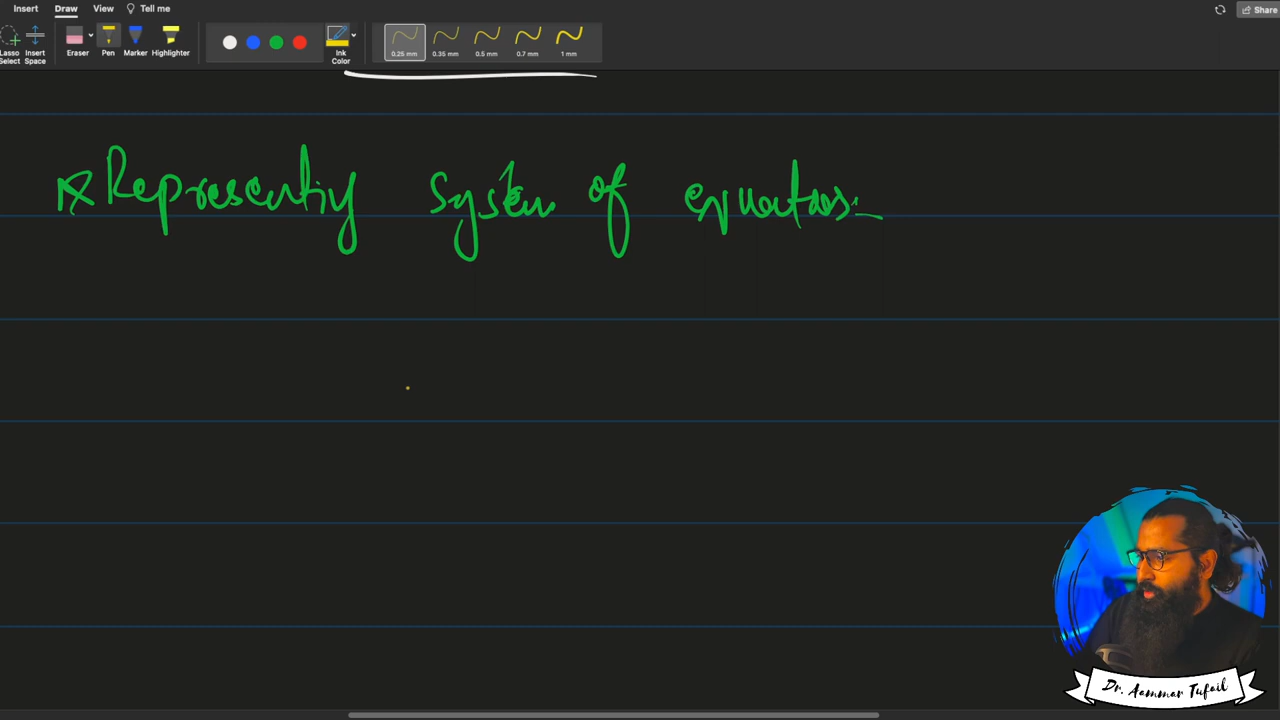 Insert Draw View Tell me Share
Lasso Select Insert Space Eraser Pen Marker Highlighter Ink Color 0.25 mm 0.35 mm 0.5 mm 0.7 mm 1 mm
Representing system of equations:
Dr. Aammar Tufail